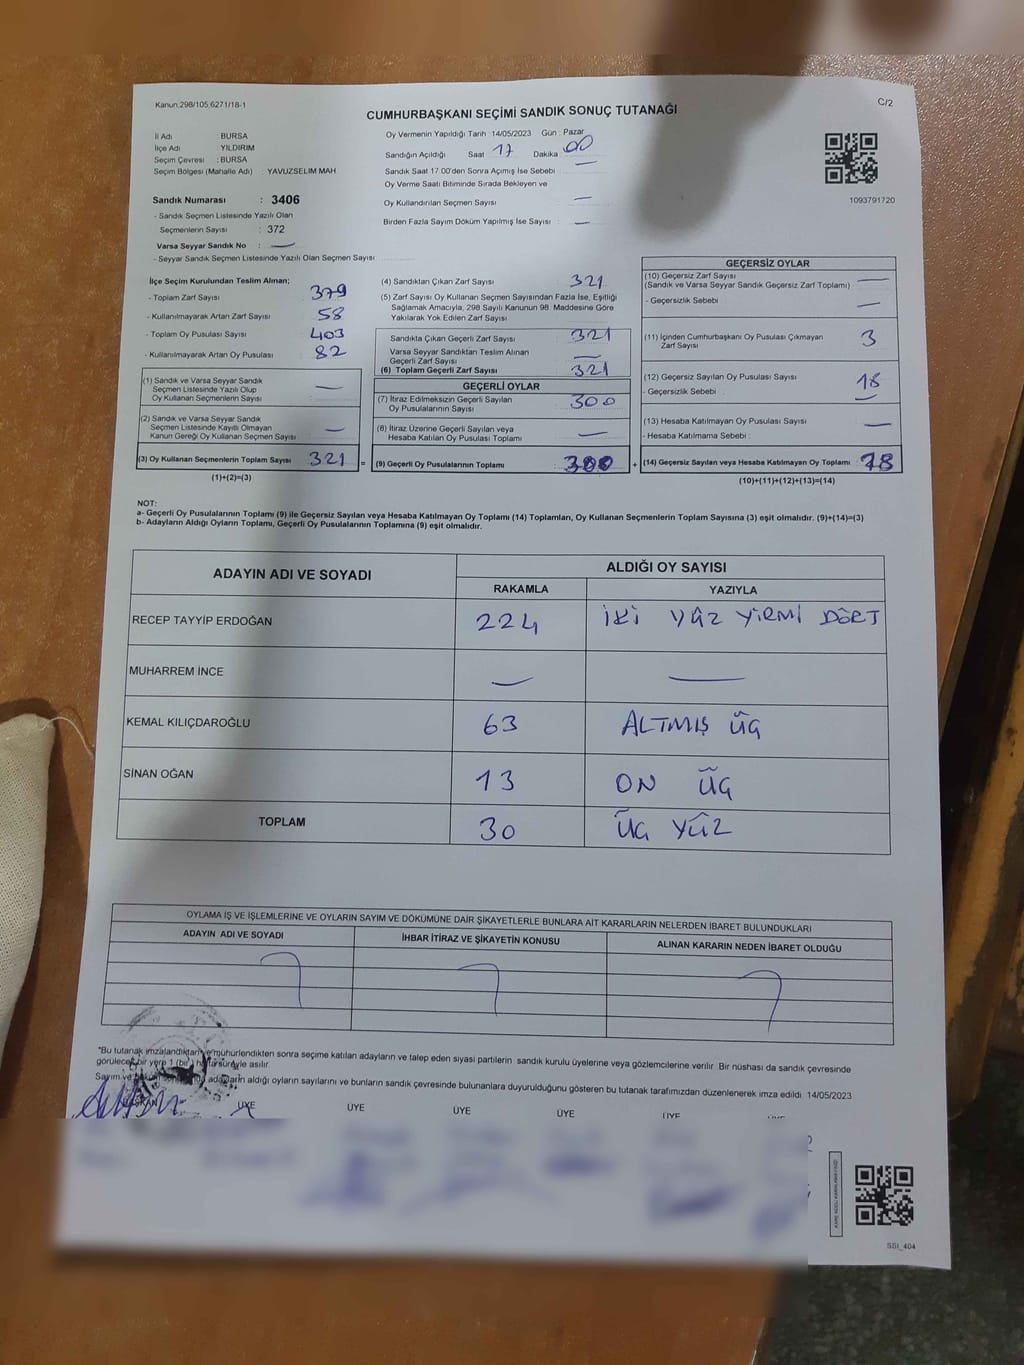 Kanun,298/105,6271/18-1
C/2
CUMHURBAŞKANI SEÇİMİ SANDIK SONUÇ TUTANAĞI
İl Adı BURSA
İlçe Adı YILDIRIM
Seçim Çevresi : BURSA
Seçim Bölgesi (Mahalle Adı) : YAVUZSELIM MAH
Sandık Numarası : 3406
- Sandık Seçmen Listesinde Yazılı Olan
Seçmenlerin Sayısı : 372
Varsa Seyyar Sandık No : —
- Seyyar Sandık Seçmen Listesinde Yazılı Olan Seçmen Sayısı
Oy Vermenin Yapıldığı Tarih :14/05/2023 Gün : Pazar
Sandığın Açıldığı Saat 17 Dakika 00
Sandık Saat 17.00'den Sonra Açımış İse Sebebi —
Oy Verme Saati Bitiminde Sırada Bekleyen ve
Oy Kullandırılan Seçmen Sayısı —
Birden Fazla Sayım Döküm Yapılmış İse Sayısı : —
1093791720
İlçe Seçim Kurulundan Teslim Alınan;
- Toplam Zarf Sayısı : 379
- Kullanılmayarak Artan Zarf Sayısı : 58
- Toplam Oy Pusulası Sayısı : 403
- Kullanılmayarak Artan Oy Pusulası : 82
(1) Sandık ve Varsa Seyyar Sandık
Seçmen Listesinde Yazılı Olup
Oy Kullanan Seçmenlerin Sayısı : —
(2) Sandık ve Varsa Seyyar Sandık
Seçmen Listesinde Kayıtlı Olmayan
Kanun Gereği Oy Kullanan Seçmen Sayısı —
(3) Oy Kullanan Seçmenlerin Toplam Sayısı 321
(1)+(2)=(3)
=
(4) Sandıktan Çıkan Zarf Sayısı 321
(5) Zarf Sayısı Oy Kullanan Seçmen Sayısından Fazla İse, Eşitliği
Sağlamak Amacıyla, 298 Sayılı Kanunun 98. Maddesine Göre
Yakılarak Yok Edilen Zarf Sayısı
Sandıkta Çıkan Geçerli Zarf Sayısı 321
Varsa Seyyar Sandıktan Teslim Alınan
Geçerli Zarf Sayısı —
(6) Toplam Geçerli Zarf Sayısı 321
GEÇERLİ OYLAR
(7) İtiraz Edilmeksizin Geçerli Sayılan
Oy Pusulalarının Sayısı 300
(8) İtiraz Üzerine Geçerli Sayılan veya
Hesaba Katılan Oy Pusulası Toplamı —
(9) Geçerli Oy Pusulalarının Toplamı 300
+
GEÇERSİZ OYLAR
(10) Geçersiz Zarf Sayısı
(Sandık ve Varsa Seyyar Sandık Geçersiz Zarf Toplamı) —
- Geçersizlik Sebebi —
(11) İçinden Cumhurbaşkanı Oy Pusulası Çıkmayan
Zarf Sayısı 3
(12) Geçersiz Sayılan Oy Pusulası Sayısı 18
- Geçersizlik Sebebi : —
(13) Hesaba Katılmayan Oy Pusulası Sayısı —
- Hesaba Katılmama Sebebi :
(14) Geçersiz Sayılan veya Hesaba Katılmayan Oy Toplamı
(10)+(11)+(12)+(13)=(14)
NOT:
a- Geçerli Oy Pusulalarının Toplamı (9) ile Geçersiz Sayılan veya Hesaba Katılmayan Oy Toplamı (14) Toplamları, Oy Kullanan Seçmenlerin Toplam Sayısına (3) eşit olmalıdır. (9)+(14)=(3)
b- Adayların Aldığı Oyların Toplamı, Geçerli Oy Pusulalarının Toplamına (9) eşit olmalıdır.
ADAYIN ADI VE SOYADI
ALDIĞI OY SAYISI
RAKAMLA YAZIYLA
RECEP TAYYİP ERDOĞAN 224 İKİ YÜZ YİRMİ DÖRT
MUHARREM İNCE — —
KEMAL KILIÇDAROĞLU 63 ALTMIŞ ÜÇ
SİNAN OĞAN 13 ON ÜÇ
TOPLAM 30 ÜÇ YÜZ
OYLAMA İŞ VE İŞLEMLERİNE VE OYLARIN SAYIM VE DÖKÜMÜNE DAİR ŞİKAYETLERLE BUNLARA AİT KARARLARIN NELERDEN İBARET BULUNDUKLARI
ADAYIN ADI VE SOYADI İHBAR İTİRAZ VE ŞİKAYETİN KONUSU ALINAN KARARIN NEDEN İBARET OLDUĞU
*Bu tutanak imzalandıktan ve mühürlendikten sonra seçime katılan adayların ve talep eden siyasi partilerin sandık kurulu üyelerine veya gözlemcilerine verilir. Bir nüshası da sandık çevresinde
görülecek bir yere 1 (bir) hafta süreyle asılır.
Sayım ve adayların aldığı oyların sayılarını ve bunların sandık çevresinde bulunanlara duyurulduğunu gösteren bu tutanak tarafımızdan düzenlenerek imza edildi. 14/05/2023
BAŞKAN ÜYE ÜYE ÜYE ÜYE ÜYE
SSİ_404